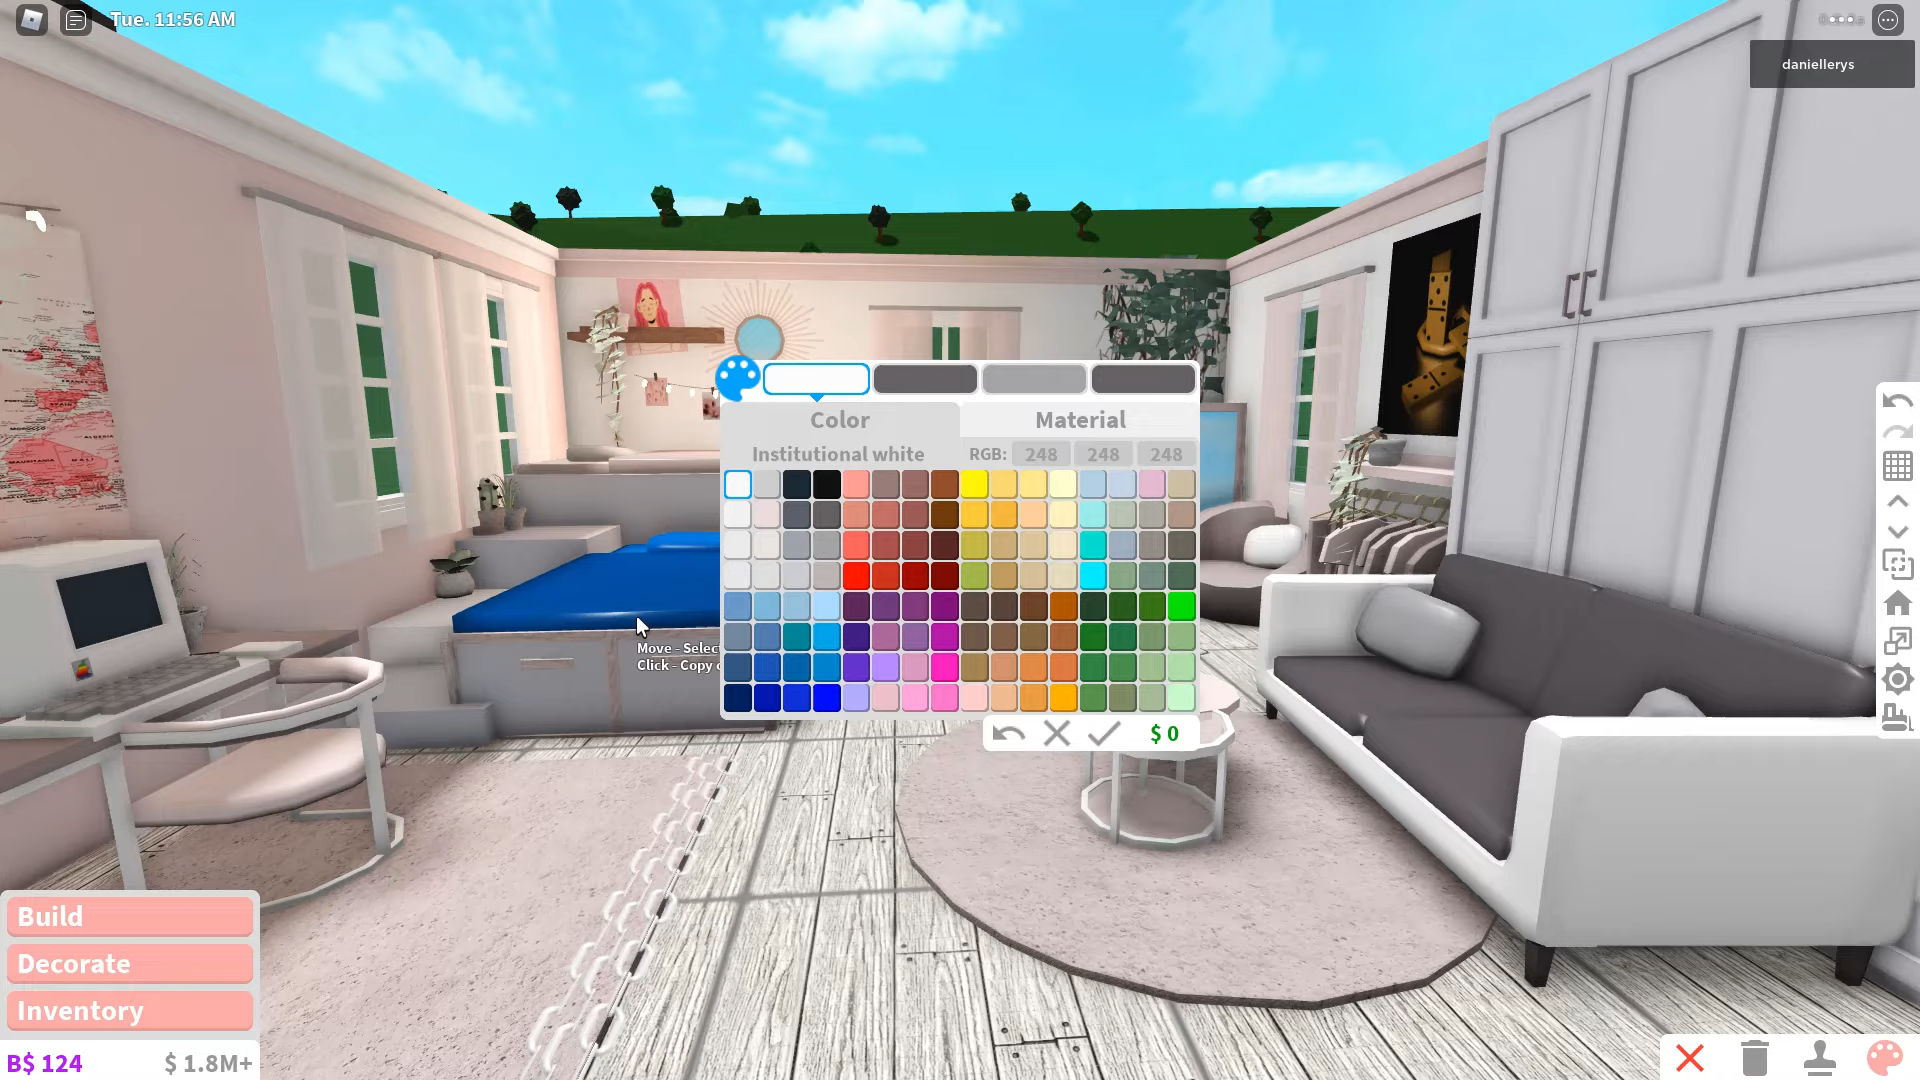 Tue. 11:56 AM
daniellerys
Color
Material
Institutional white
RGB: 248 248 248
Move - Select
Click - Copy
$ 0
Build
Decorate
Inventory
B$ 124
$ 1.8M+